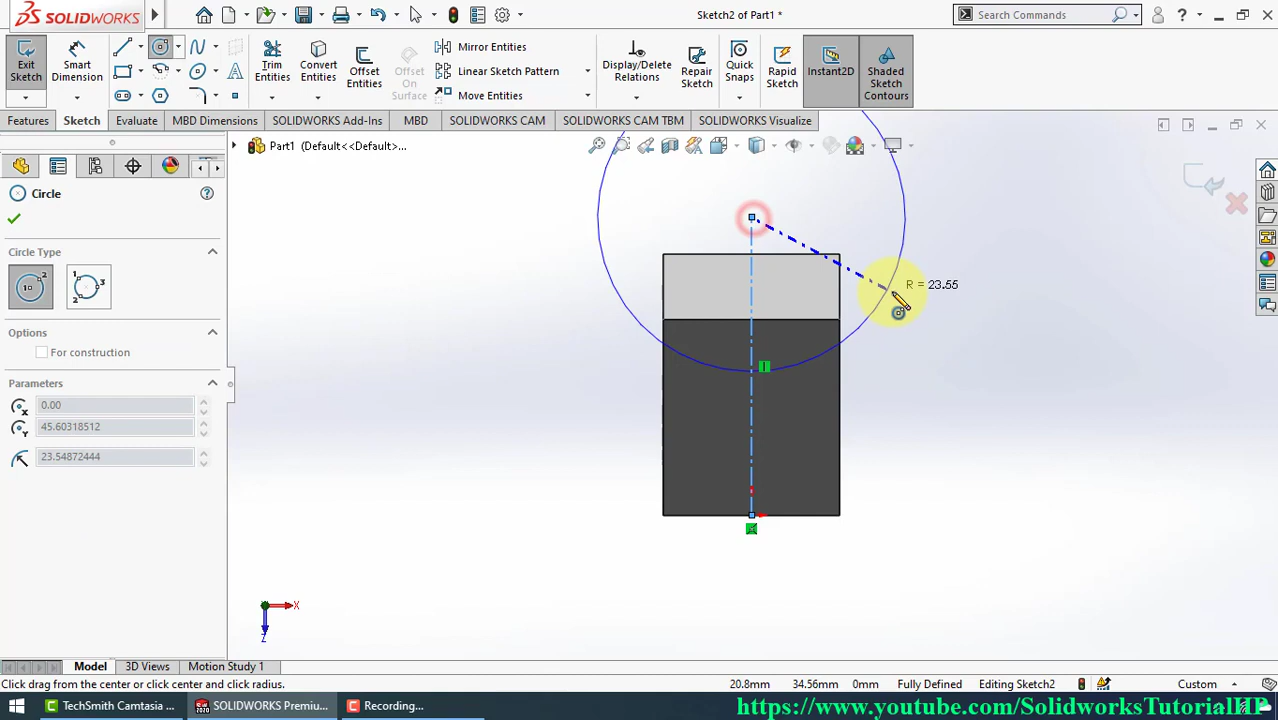 SOLIDWORKS
Sketch2 of Part1 *
Search Commands
?
Exit
Sketch
Smart
Dimension
Trim
Entities
Convert
Entities
Offset
Entities
Offset
On
Surface
Mirror Entities
Linear Sketch Pattern
Move Entities
Display/Delete
Relations
Repair
Sketch
Quick
Snaps
Rapid
Sketch
Instant2D
Shaded
Sketch
Contours
Features
Sketch
Evaluate
MBD Dimensions
SOLIDWORKS Add-Ins
MBD
SOLIDWORKS CAM
SOLIDWORKS CAM TBM
SOLIDWORKS Visualize
Part1 (Default<<Default>...
Circle
Circle Type
Options
For construction
Parameters
0.00
45.60318512
23.54872444
R = 23.55
X
Z
Model
3D Views
Motion Study 1
Click drag from the center or click center and click radius.
20.8mm
34.56mm
0mm
Fully Defined
Editing Sketch2
Custom
TechSmith Camtasia ...
SOLIDWORKS Premiu...
Recording...
https://www.youtube.com/SolidworksTutorialHP